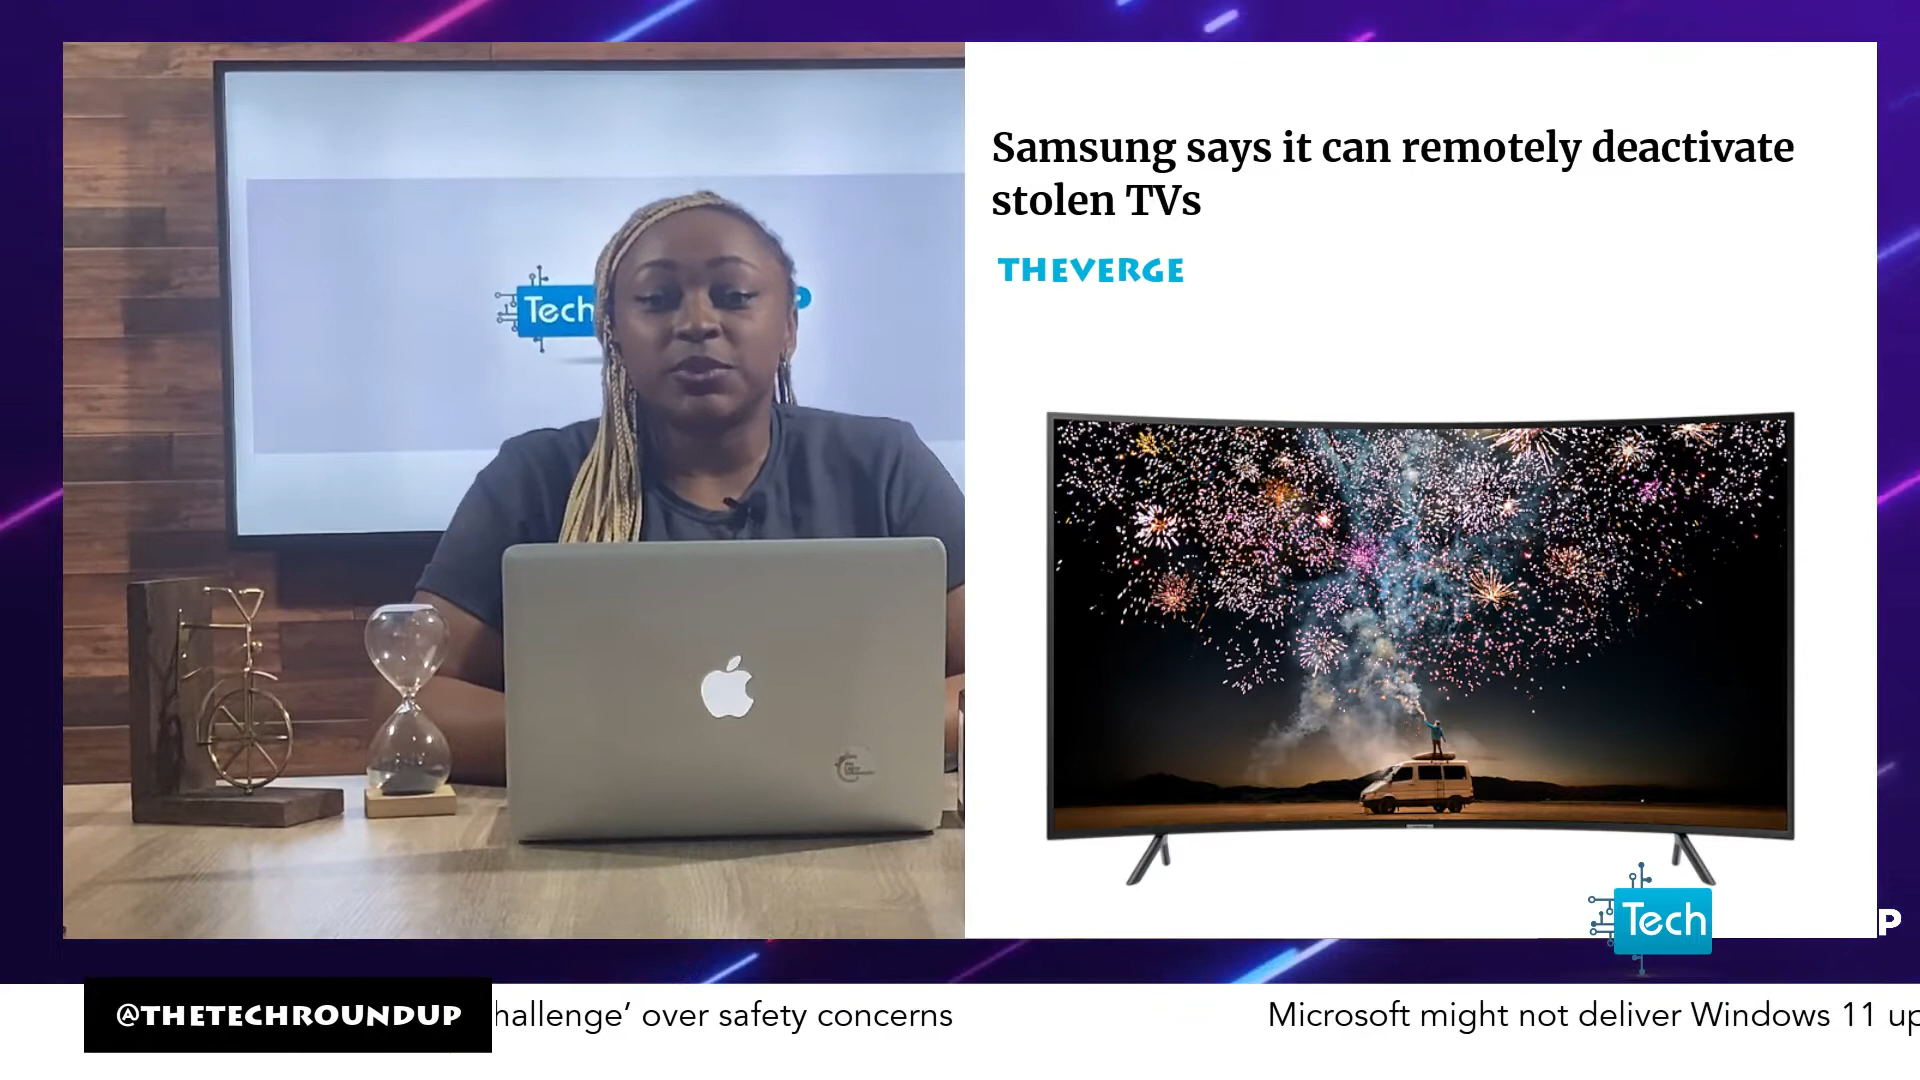 Samsung says it can remotely deactivate
stolen TVs
THEVERGE
Tech
Tech
P
@THETECHROUNDUP
hallenge’ over safety concerns
Microsoft might not deliver Windows 11 up